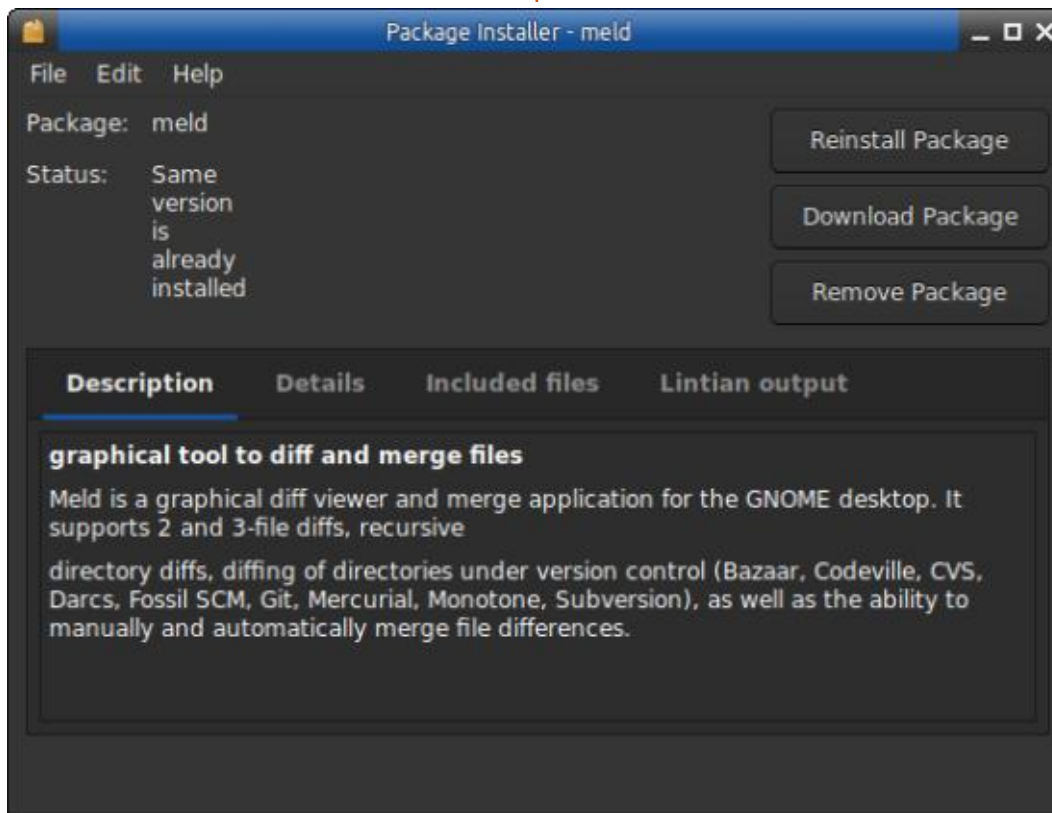 Package Installer - meld
File Edit Help
Package: meld
Reinstall Package
Status: Same
version
is
already
installed
Download Package
Remove Package
Description Details Included files Lintian output
graphical tool to diff and merge files
Meld is a graphical diff viewer and merge application for the GNOME desktop. It
supports 2 and 3-file diffs, recursive
directory diffs, diffing of directories under version control (Bazaar, Codeville, CVS,
Darcs, Fossil SCM, Git, Mercurial, Monotone, Subversion), as well as the ability to
manually and automatically merge file differences.